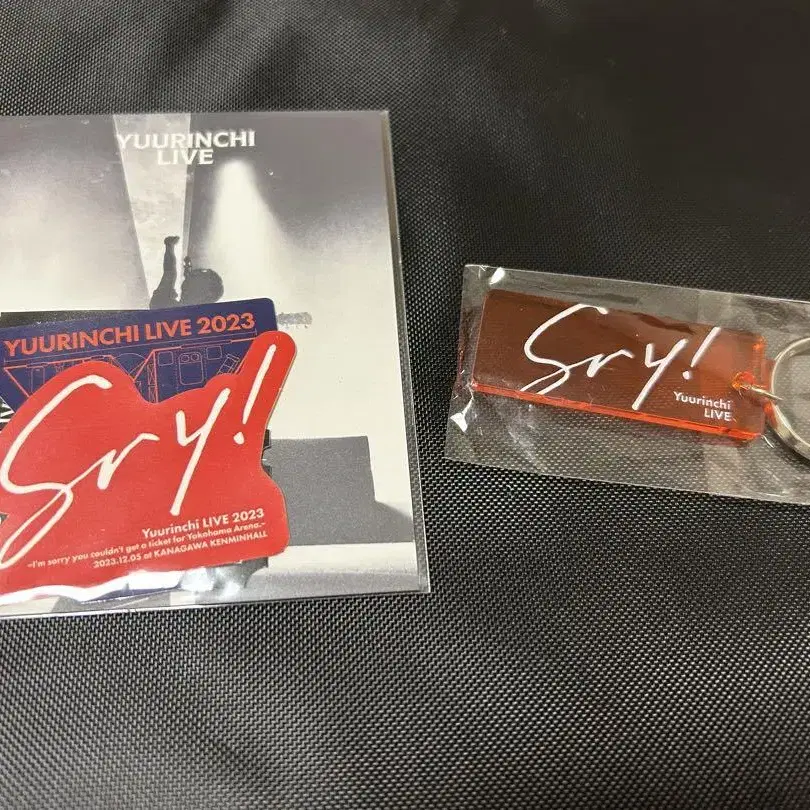 YUURINCHI
LIVE
YUURINCHI LIVE 2023
Sry!
Yuurinchi LIVE 2023
~I'm sorry you couldn't get a ticket for Yokohama Arena.~
2023.12.05 at KANAGAWA KENMINHALL
Sry!
Yuurinchi
LIVE